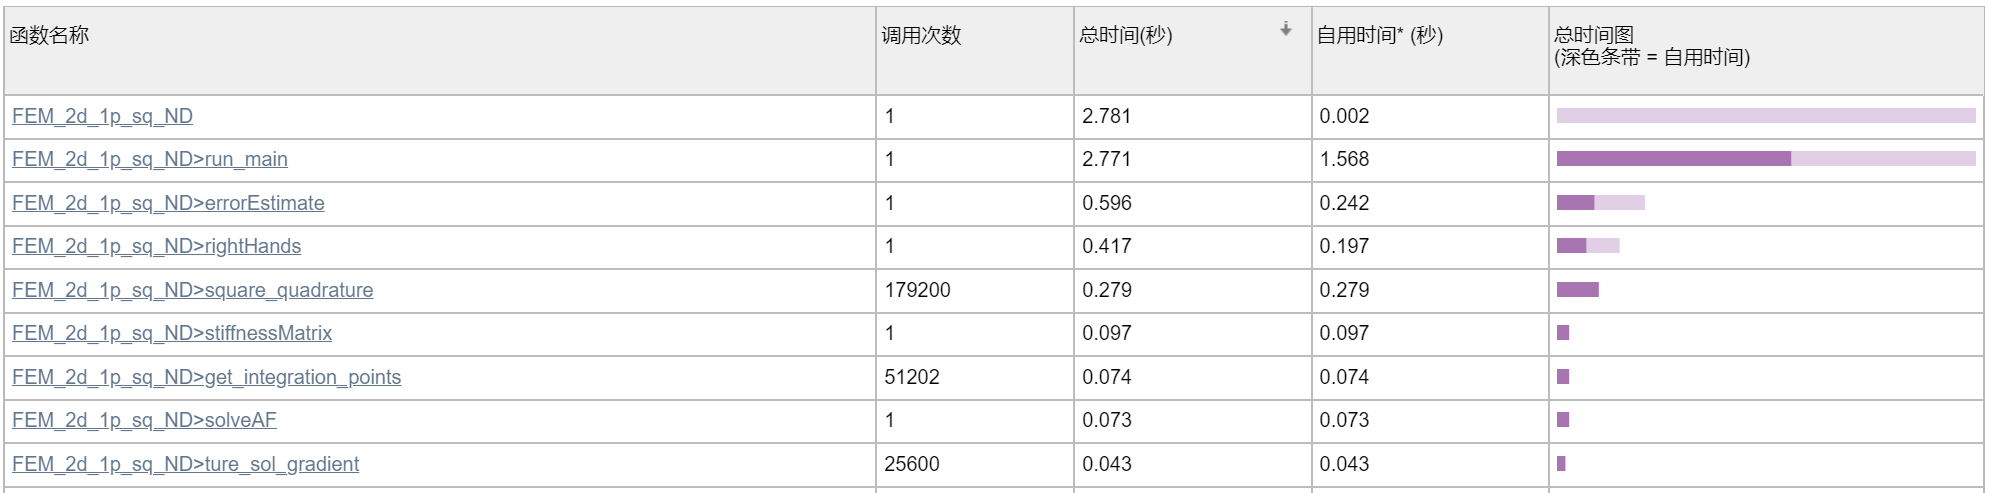 函数名称 调用次数 总时间(秒) 自用时间* (秒) 总时间图
(深色条带 = 自用时间)
FEM_2d_1p_sq_ND 1 2.781 0.002
FEM_2d_1p_sq_ND>run_main 1 2.771 1.568
FEM_2d_1p_sq_ND>errorEstimate 1 0.596 0.242
FEM_2d_1p_sq_ND>rightHands 1 0.417 0.197
FEM_2d_1p_sq_ND>square_quadrature 179200 0.279 0.279
FEM_2d_1p_sq_ND>stiffnessMatrix 1 0.097 0.097
FEM_2d_1p_sq_ND>get_integration_points 51202 0.074 0.074
FEM_2d_1p_sq_ND>solveAF 1 0.073 0.073
FEM_2d_1p_sq_ND>ture_sol_gradient 25600 0.043 0.043